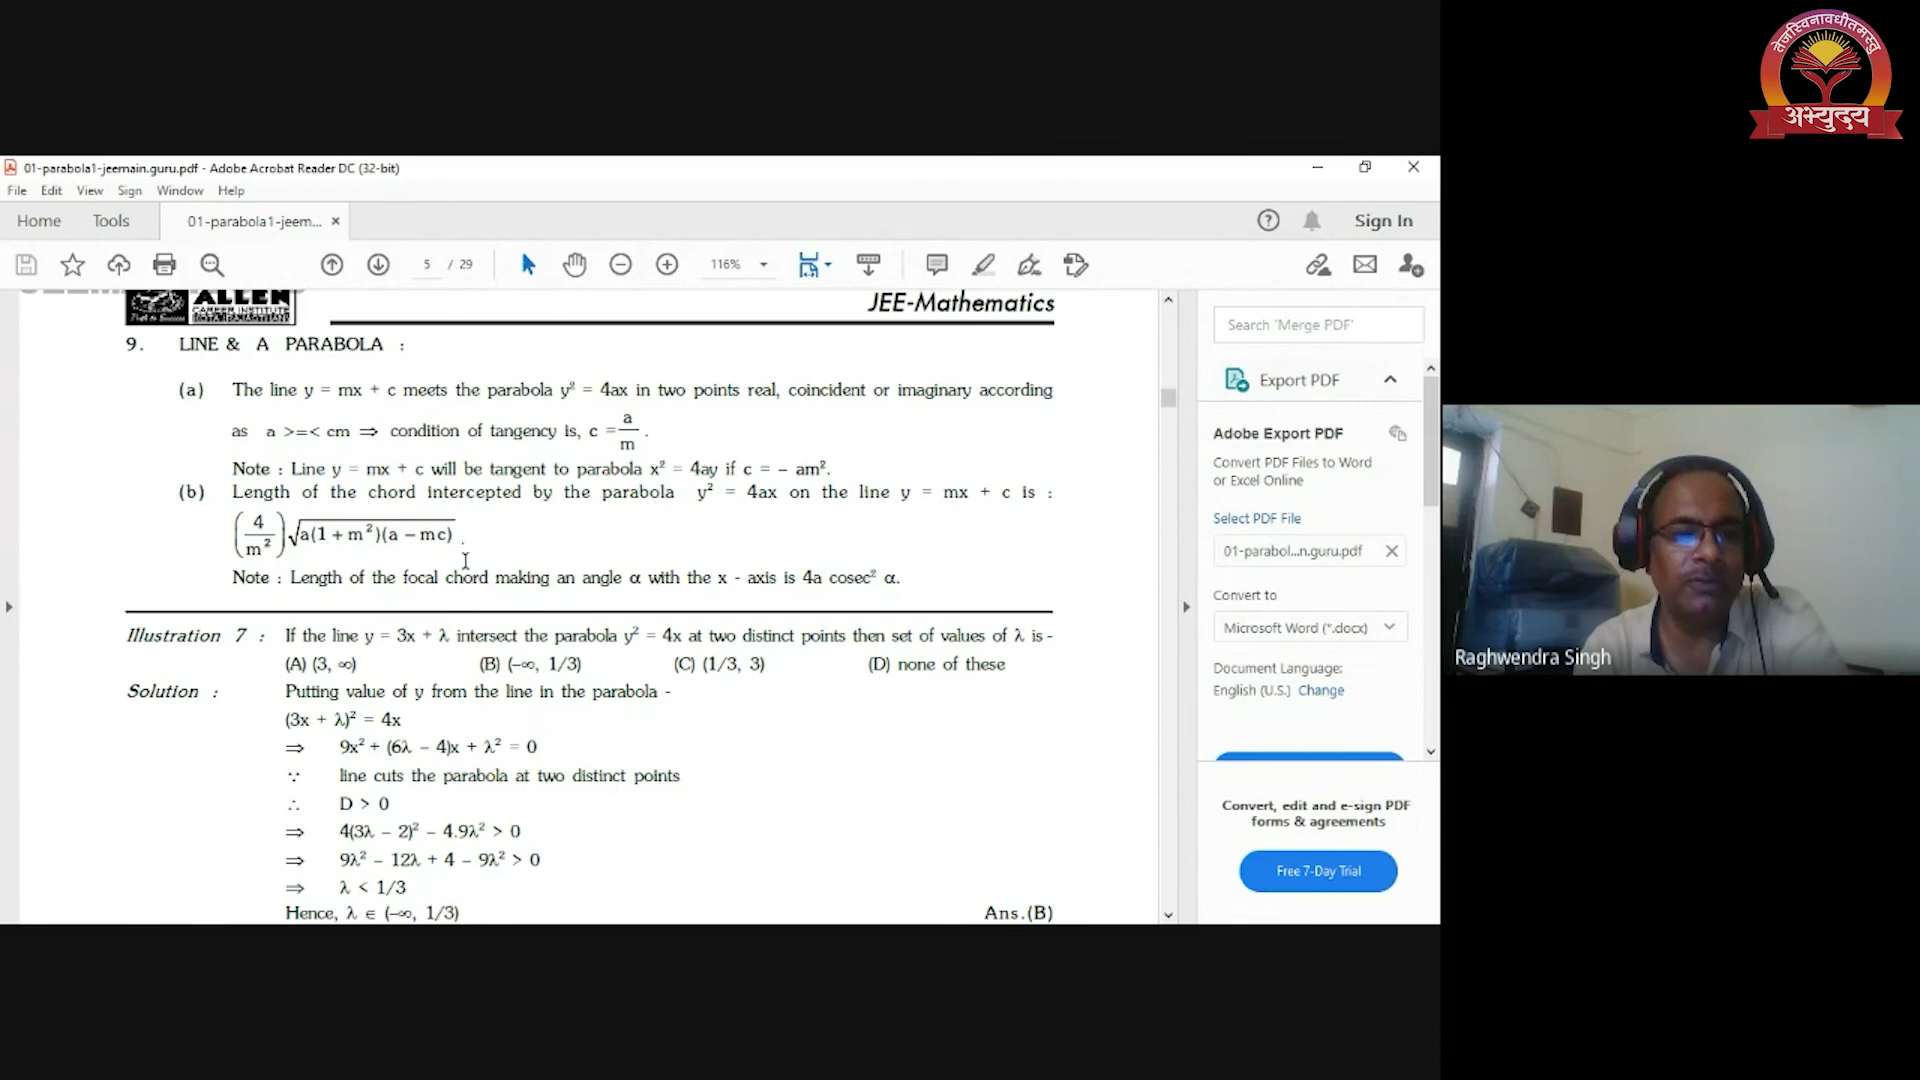 तेजस्विनावधीतमस्तु
अभ्युदय
01-parabola1-jeemain.guru.pdf - Adobe Acrobat Reader DC (32-bit)
File Edit View Sign Window Help
Home Tools 01-parabola1-jeem... × Sign In
5 / 29 116%
ALLEN
CAREER INSTITUTE
KOTA (RAJASTHAN)
JEE-Mathematics
Search 'Merge PDF'
9. LINE & A PARABOLA :
Export PDF
(a) The line y = mx + c meets the parabola y² = 4ax in two points real, coincident or imaginary according
as a >=< cm ⇒ condition of tangency is, c = a/m .
Note : Line y = mx + c will be tangent to parabola x² = 4ay if c = – am².
(b) Length of the chord intercepted by the parabola y² = 4ax on the line y = mx + c is :
(4/m²)√a(1 + m²)(a – mc) .
Note : Length of the focal chord making an angle α with the x - axis is 4a cosec² α.
Illustration 7 : If the line y = 3x + λ intersect the parabola y² = 4x at two distinct points then set of values of λ is -
(A) (3, ∞) (B) (–∞, 1/3) (C) (1/3, 3) (D) none of these
Solution : Putting value of y from the line in the parabola -
(3x + λ)² = 4x
⇒ 9x² + (6λ – 4)x + λ² = 0
∵ line cuts the parabola at two distinct points
∴ D > 0
⇒ 4(3λ – 2)² – 4.9λ² > 0
⇒ 9λ² – 12λ + 4 – 9λ² > 0
⇒ λ < 1/3
Hence, λ ∈ (–∞, 1/3) Ans.(B)
Adobe Export PDF
Convert PDF Files to Word
or Excel Online
Select PDF File
01-parabol...n.guru.pdf
Convert to
Microsoft Word (*.docx)
Document Language:
English (U.S.) Change
Convert, edit and e-sign PDF
forms & agreements
Free 7-Day Trial
Raghwendra Singh